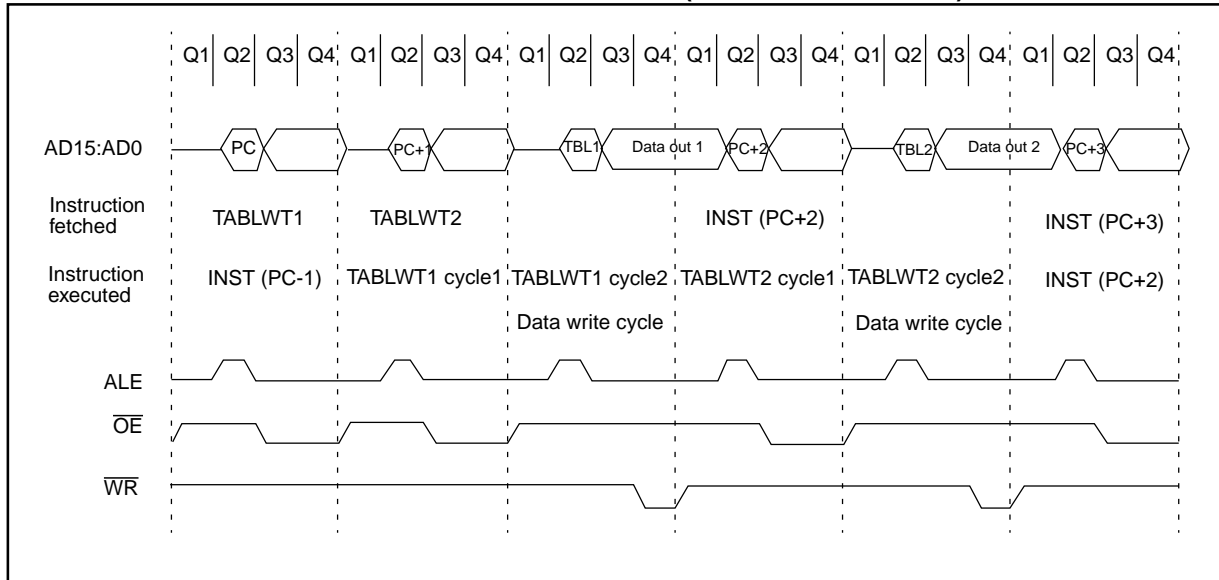 Q1 Q2 Q3 Q4 Q1 Q2 Q3 Q4 Q1 Q2 Q3 Q4 Q1 Q2 Q3 Q4 Q1 Q2 Q3 Q4 Q1 Q2 Q3 Q4
AD15:AD0 PC PC+1 TBL1 Data out 1 PC+2 TBL2 Data out 2 PC+3
Instruction
fetched
TABLWT1 TABLWT2 INST (PC+2) INST (PC+3)
Instruction
executed
INST (PC-1) TABLWT1 cycle1 TABLWT1 cycle2 TABLWT2 cycle1 TABLWT2 cycle2 INST (PC+2)
Data write cycle Data write cycle
ALE
OE
WR